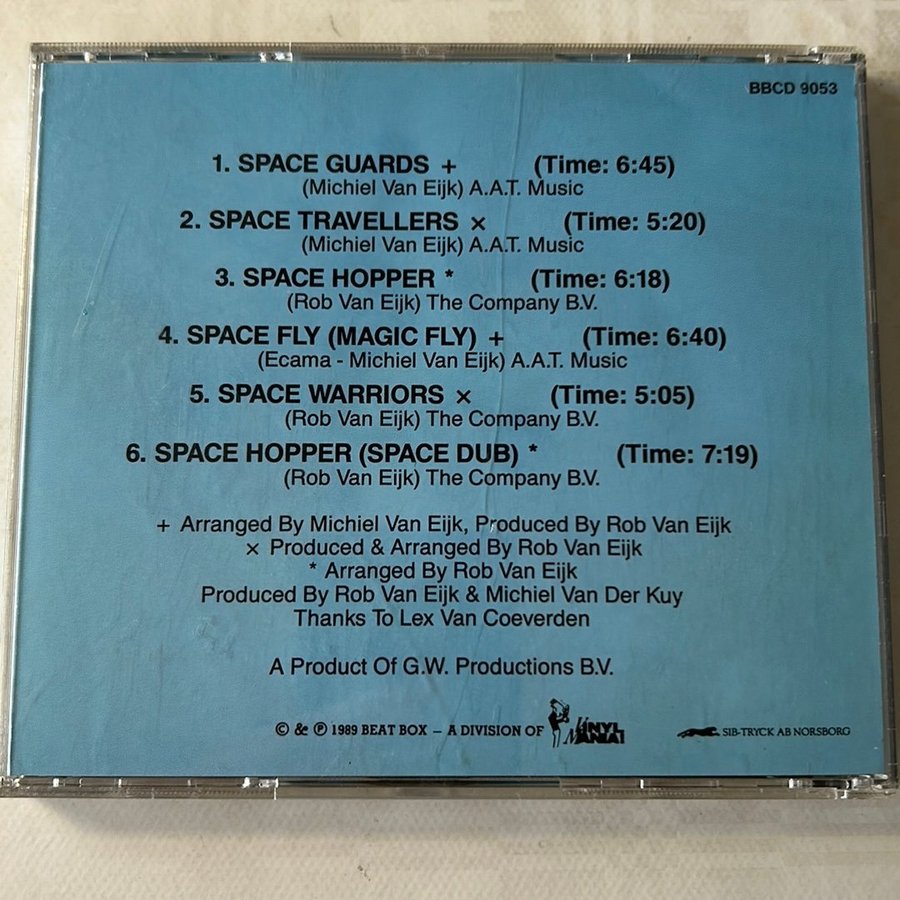 BBCD 9053
1. SPACE GUARDS + (Time: 6:45)
(Michiel Van Eijk) A.A.T. Music
2. SPACE TRAVELLERS × (Time: 5:20)
(Michiel Van Eijk) A.A.T. Music
3. SPACE HOPPER * (Time: 6:18)
(Rob Van Eijk) The Company B.V.
4. SPACE FLY (MAGIC FLY) + (Time: 6:40)
(Ecama - Michiel Van Eijk) A.A.T. Music
5. SPACE WARRIORS × (Time: 5:05)
(Rob Van Eijk) The Company B.V.
6. SPACE HOPPER (SPACE DUB) * (Time: 7:19)
(Rob Van Eijk) The Company B.V.
+ Arranged By Michiel Van Eijk, Produced By Rob Van Eijk
× Produced & Arranged By Rob Van Eijk
* Arranged By Rob Van Eijk
Produced By Rob Van Eijk & Michiel Van Der Kuy
Thanks To Lex Van Coeverden
A Product Of G.W. Productions B.V.
© & ℗ 1989 BEAT BOX – A DIVISION OF VINYL MANIA! SIB-TRYCK AB NORSBORG